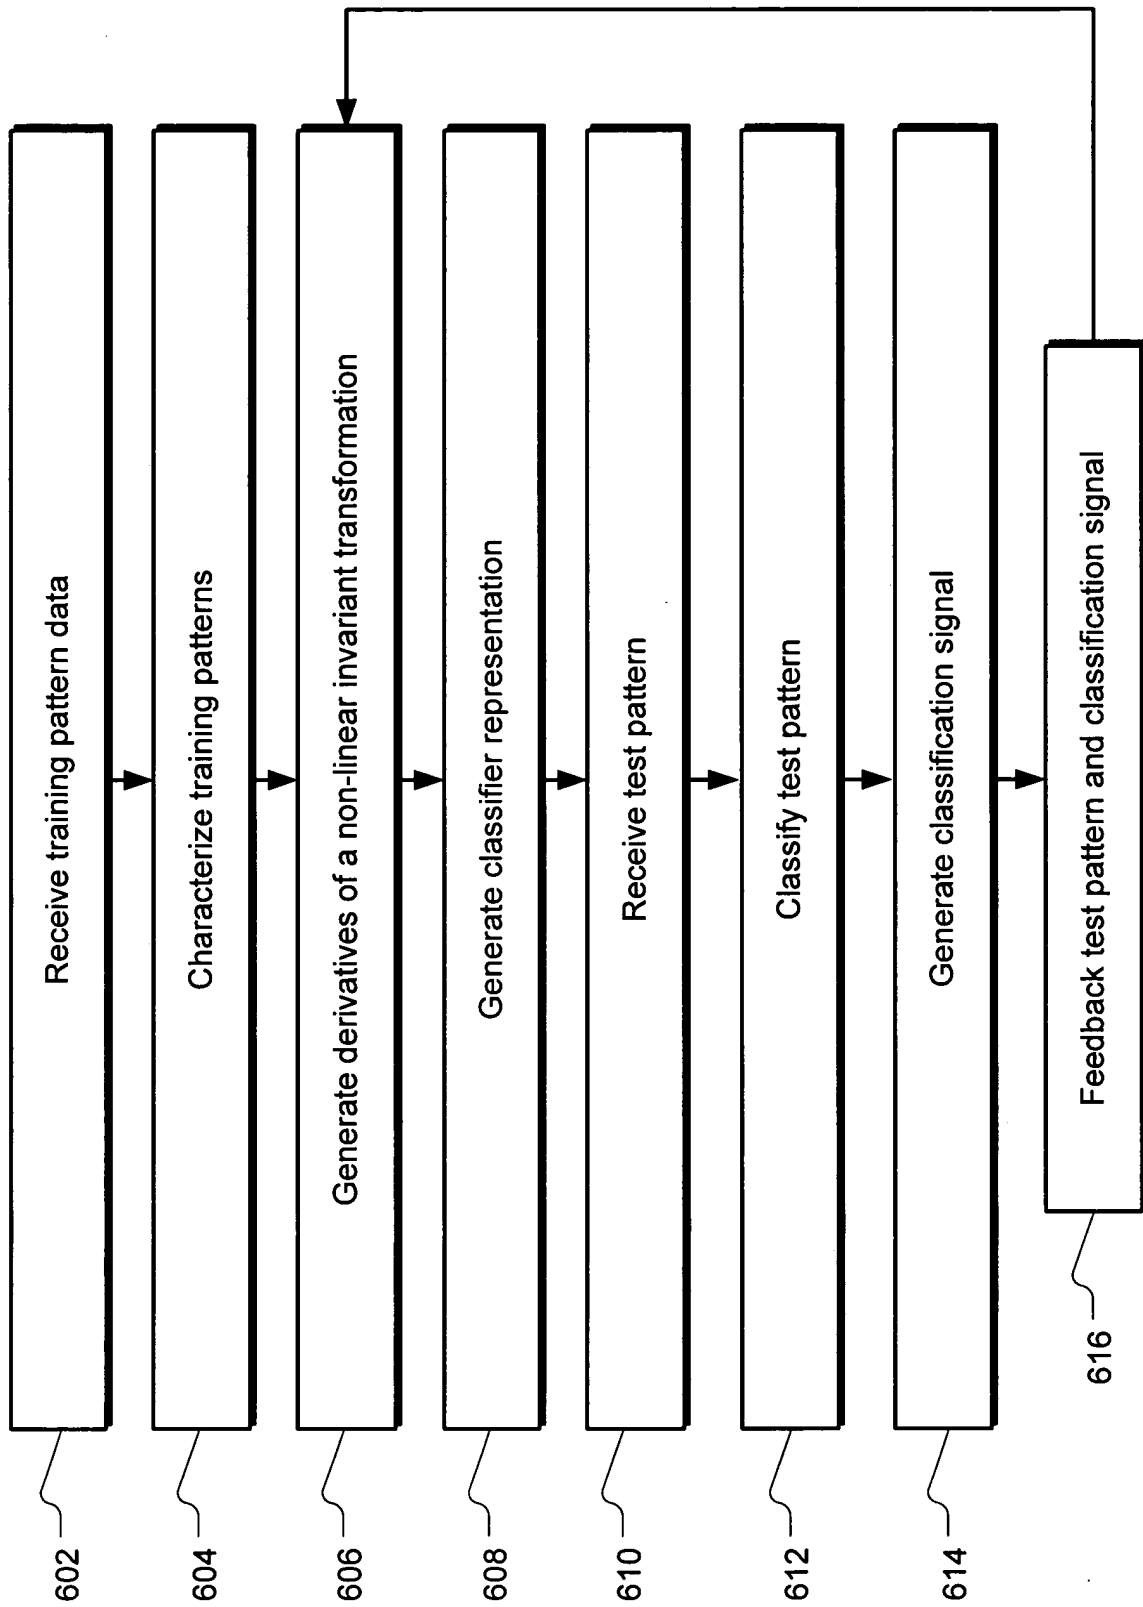 602
Receive training pattern data
604
Characterize training patterns
606
Generate derivatives of a non-linear invariant transformation
608
Generate classifier representation
610
Receive test pattern
612
Classify test pattern
614
Generate classification signal
616
Feedback test pattern and classification signal